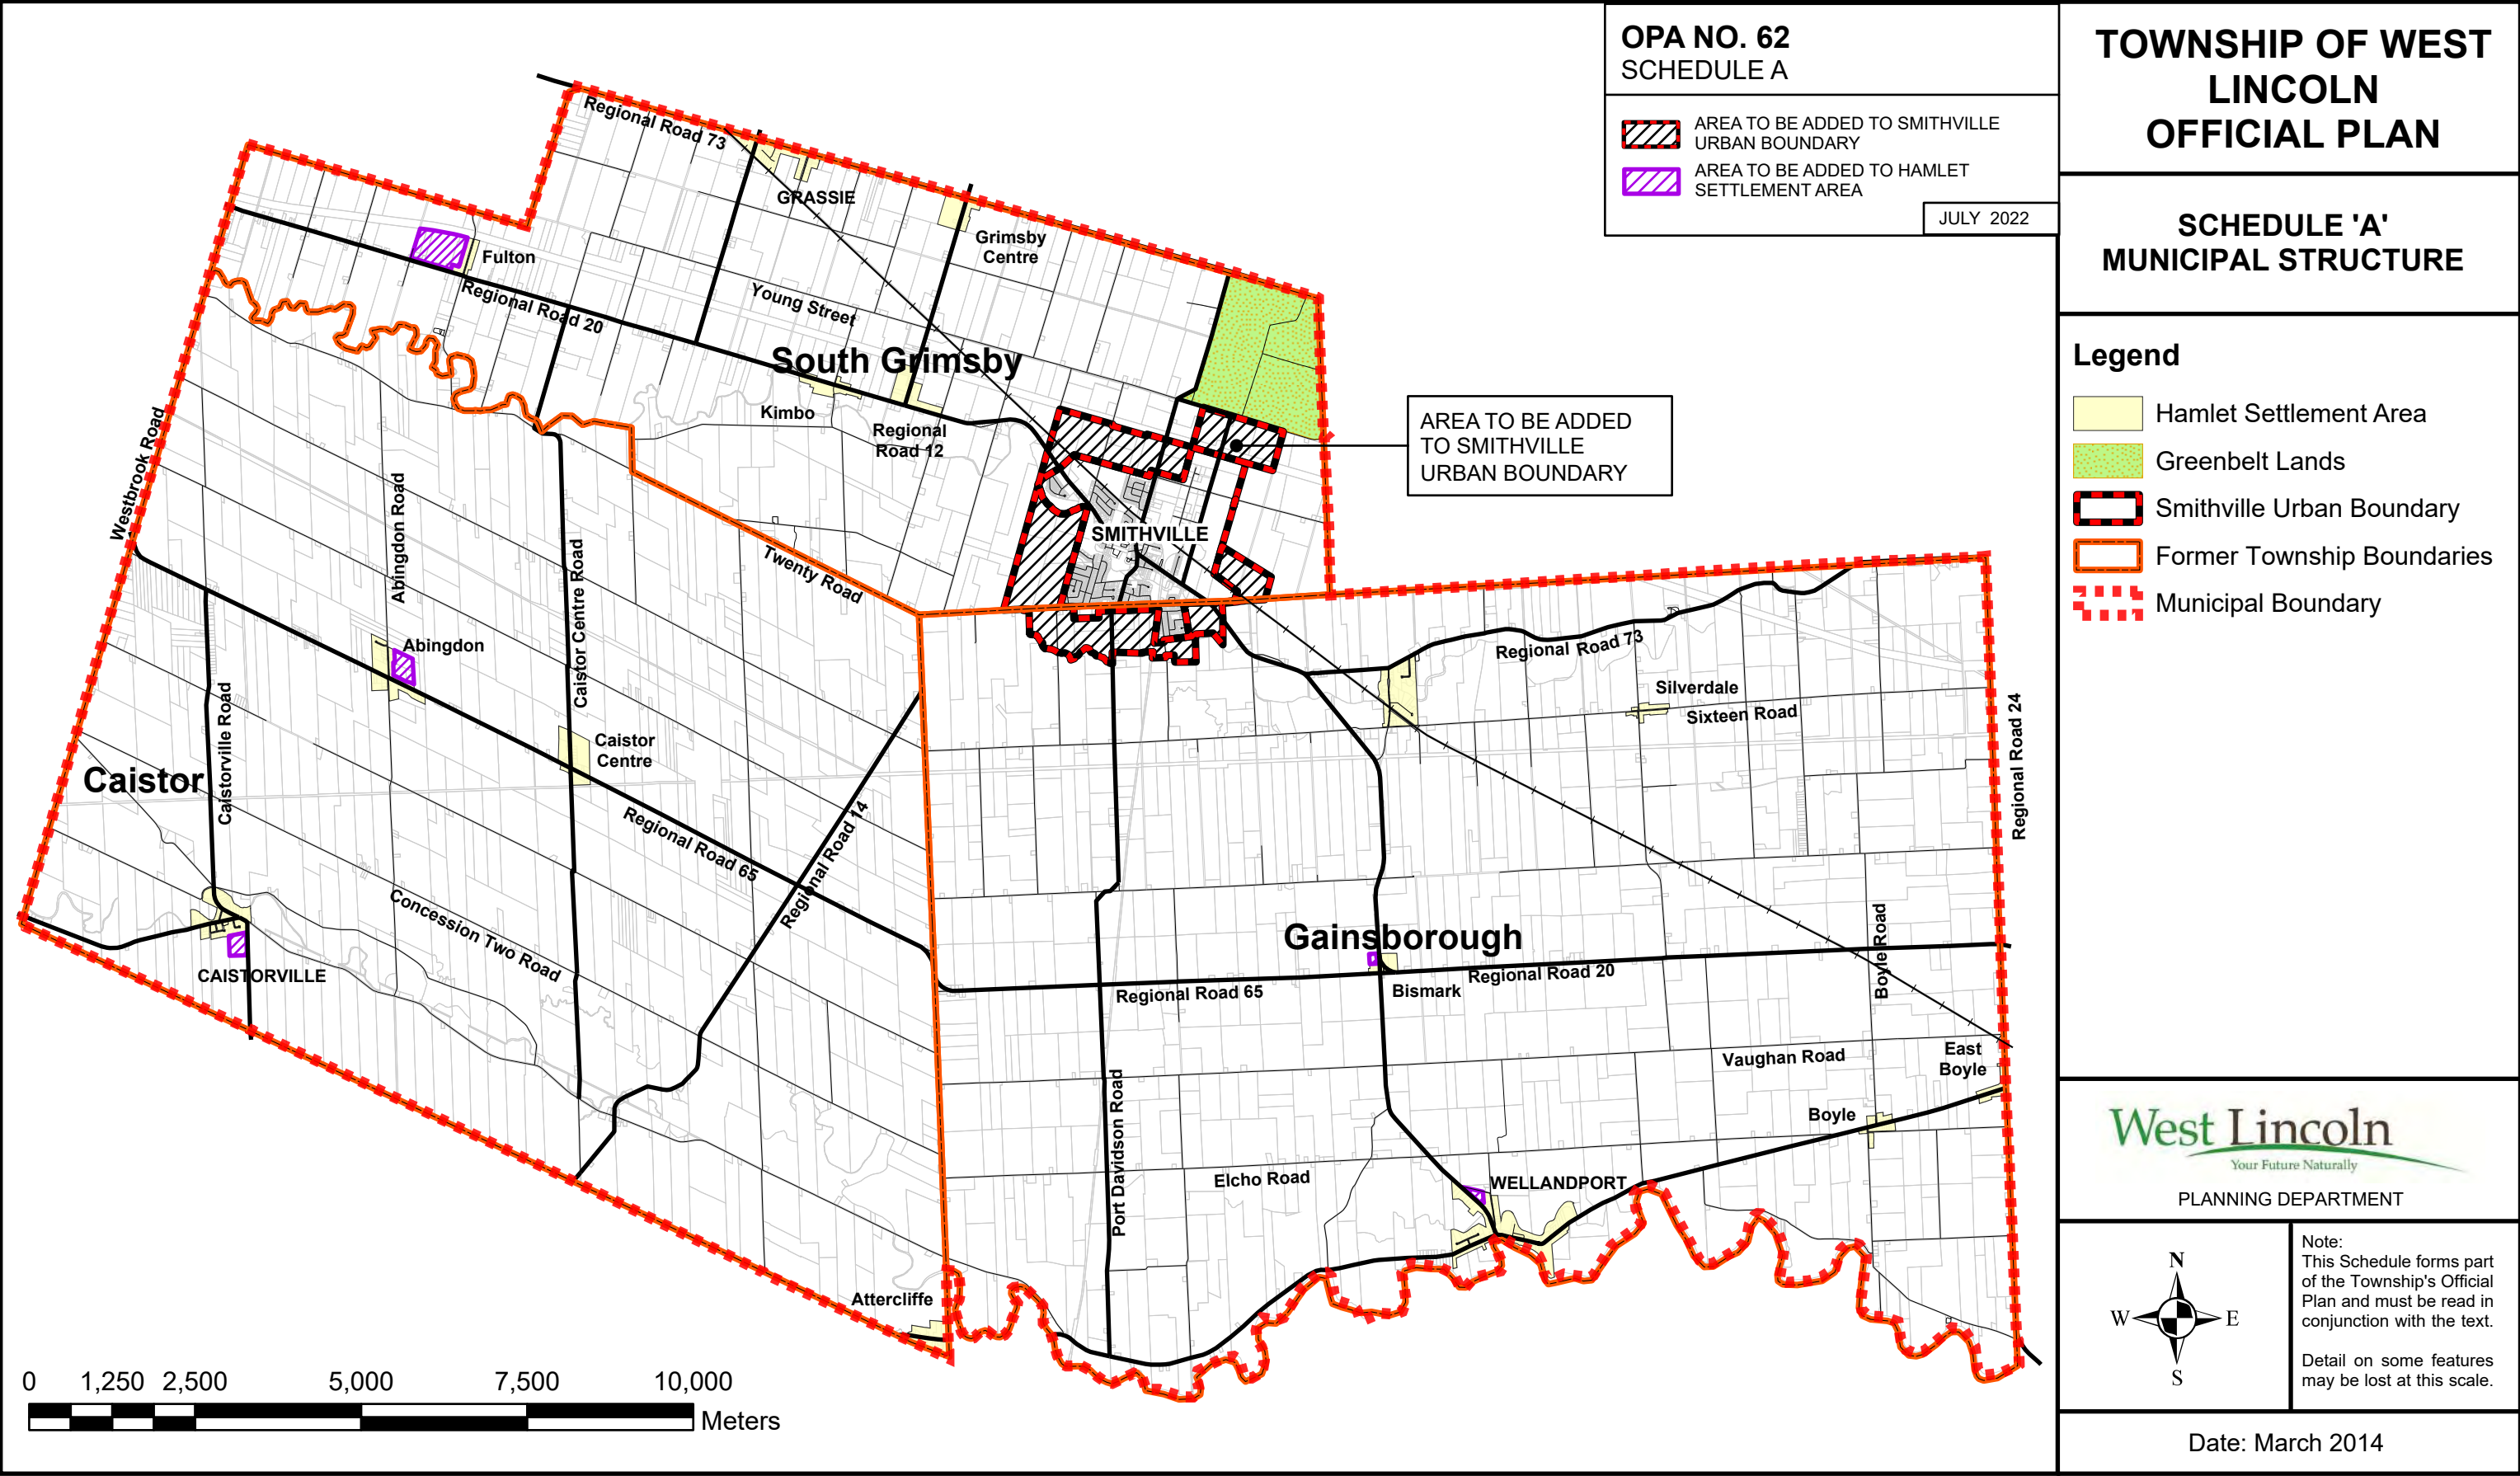 OPA NO. 62
SCHEDULE A
AREA TO BE ADDED TO SMITHVILLE
URBAN BOUNDARY
AREA TO BE ADDED TO HAMLET
SETTLEMENT AREA
JULY 2022
TOWNSHIP OF WEST
LINCOLN
OFFICIAL PLAN
SCHEDULE 'A'
MUNICIPAL STRUCTURE
Legend
Hamlet Settlement Area
Greenbelt Lands
Smithville Urban Boundary
Former Township Boundaries
Municipal Boundary
West Lincoln
Your Future Naturally
PLANNING DEPARTMENT
N
W
E
S
Note:
This Schedule forms part
of the Township's Official
Plan and must be read in
conjunction with the text.
Detail on some features
may be lost at this scale.
Date: March 2014
Regional Road 73
GRASSIE
Grimsby
Centre
Fulton
Regional Road 20
Young Street
South Grimsby
Kimbo
Regional
Road 12
AREA TO BE ADDED
TO SMITHVILLE
URBAN BOUNDARY
SMITHVILLE
Westbrook Road
Abingdon Road
Caistor Centre Road
Twenty Road
Abingdon
Caistorville Road
Caistor
Centre
Caistor
Regional Road 65
Regional Road 14
Concession Two Road
CAISTORVILLE
Attercliffe
Regional Road 73
Silverdale
Sixteen Road
Regional Road 24
Gainsborough
Regional Road 65
Bismark
Regional Road 20
Boyle Road
Vaughan Road
East
Boyle
Boyle
Port Davidson Road
Elcho Road
WELLANDPORT
0 1,250 2,500 5,000 7,500 10,000
Meters